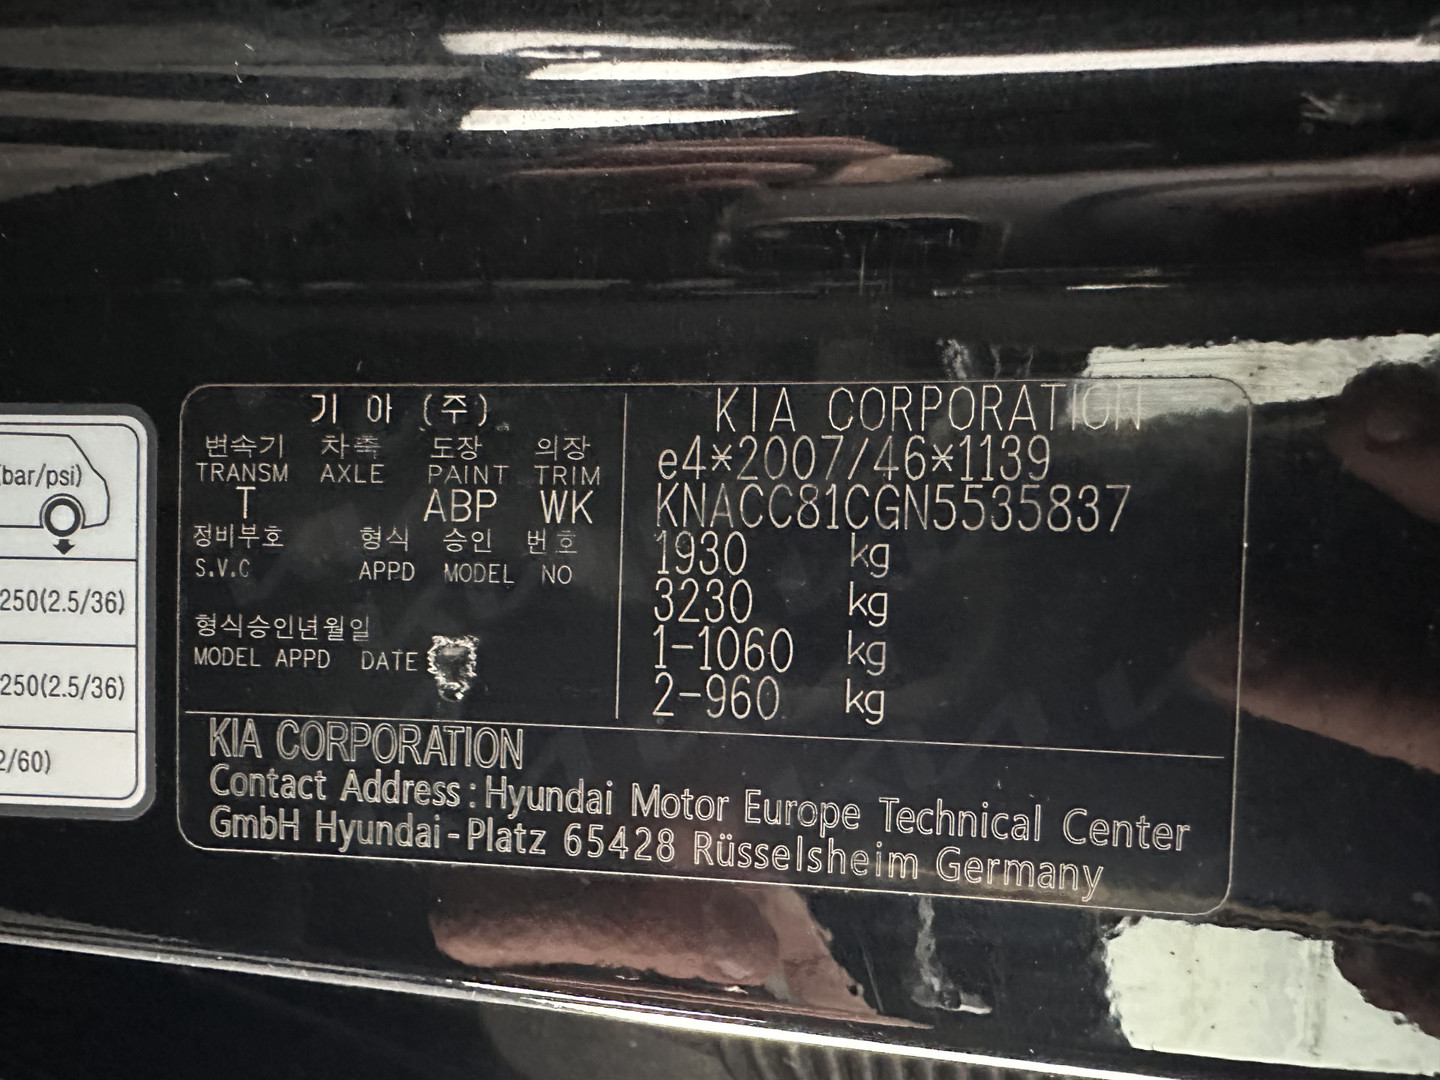 (bar/psi)
250(2.5/36)
250(2.5/36)
2/60)
기 아 (주)
변속기 차축 도장 의장
TRANSM AXLE PAINT TRIM
T ABP WK
정비부호 형식 승인 번호
S.V.C APPD MODEL NO
형식승인년월일
MODEL APPD DATE
KIA CORPORATION
e4*2007/46*1139
KNACC81CGN5535837
1930 kg
3230 kg
1-1060 kg
2-960 kg
KIA CORPORATION
Contact Address : Hyundai Motor Europe Technical Center
GmbH Hyundai-Platz 65428 Rüsselsheim Germany